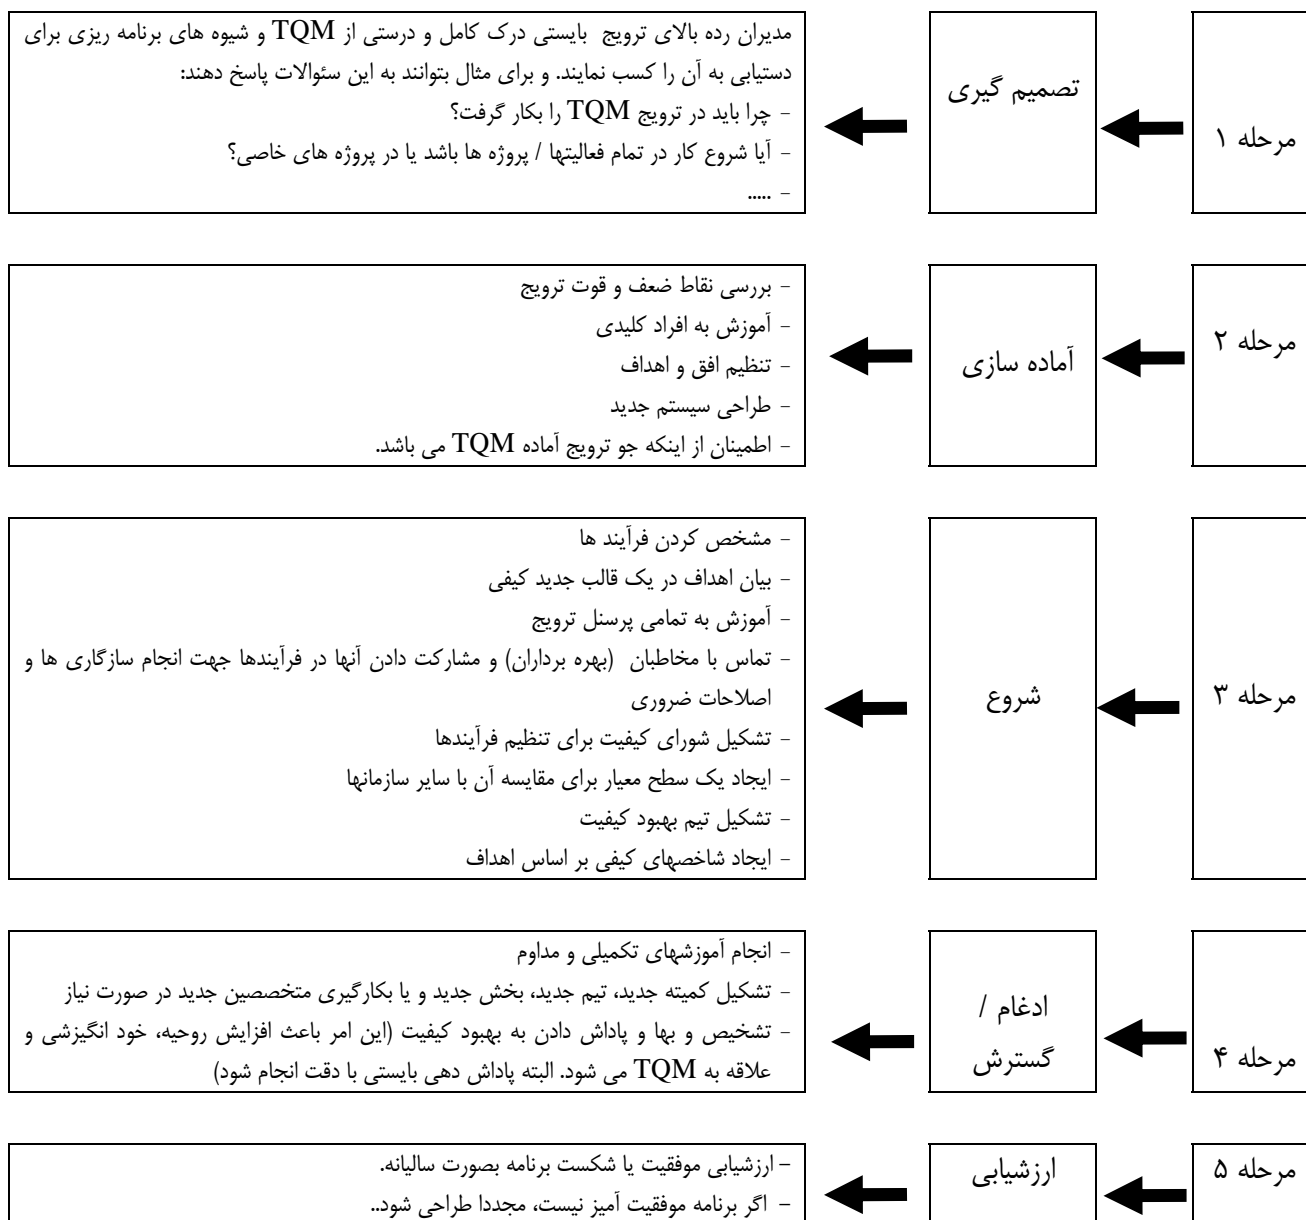 مرحله ۱
تصمیم گیری
مدیران رده بالای ترویج بایستی درک کامل و درستی از TQM و شیوه های برنامه ریزی برای
دستیابی به آن را کسب نمایند. و برای مثال بتوانند به این سئوالات پاسخ دهند:
- چرا باید در ترویج TQM را بکار گرفت؟
- آیا شروع کار در تمام فعالیتها / پروژه ها باشد یا در پروژه های خاصی؟
- .....
مرحله ۲
آماده سازی
- بررسی نقاط ضعف و قوت ترویج
- آموزش به افراد کلیدی
- تنظیم افق و اهداف
- طراحی سیستم جدید
- اطمینان از اینکه جو ترویج آماده TQM می باشد.
مرحله ۳
شروع
- مشخص کردن فرآیند ها
- بیان اهداف در یک قالب جدید کیفی
- آموزش به تمامی پرسنل ترویج
- تماس با مخاطبان (بهره برداران) و مشارکت دادن آنها در فرآیندها جهت انجام سازگاری ها و
اصلاحات ضروری
- تشکیل شورای کیفیت برای تنظیم فرآیندها
- ایجاد یک سطح معیار برای مقایسه آن با سایر سازمانها
- تشکیل تیم بهبود کیفیت
- ایجاد شاخصهای کیفی بر اساس اهداف
مرحله ۴
ادغام /
گسترش
- انجام آموزشهای تکمیلی و مداوم
- تشکیل کمیته جدید، تیم جدید، بخش جدید و یا بکارگیری متخصصین جدید در صورت نیاز
- تشخیص و بها و پاداش دادن به بهبود کیفیت (این امر باعث افزایش روحیه، خود انگیزشی و
علاقه به TQM می شود. البته پاداش دهی بایستی با دقت انجام شود)
مرحله ۵
ارزشیابی
- ارزشیابی موفقیت یا شکست برنامه بصورت سالیانه.
- اگر برنامه موفقیت آمیز نیست، مجددا طراحی شود..